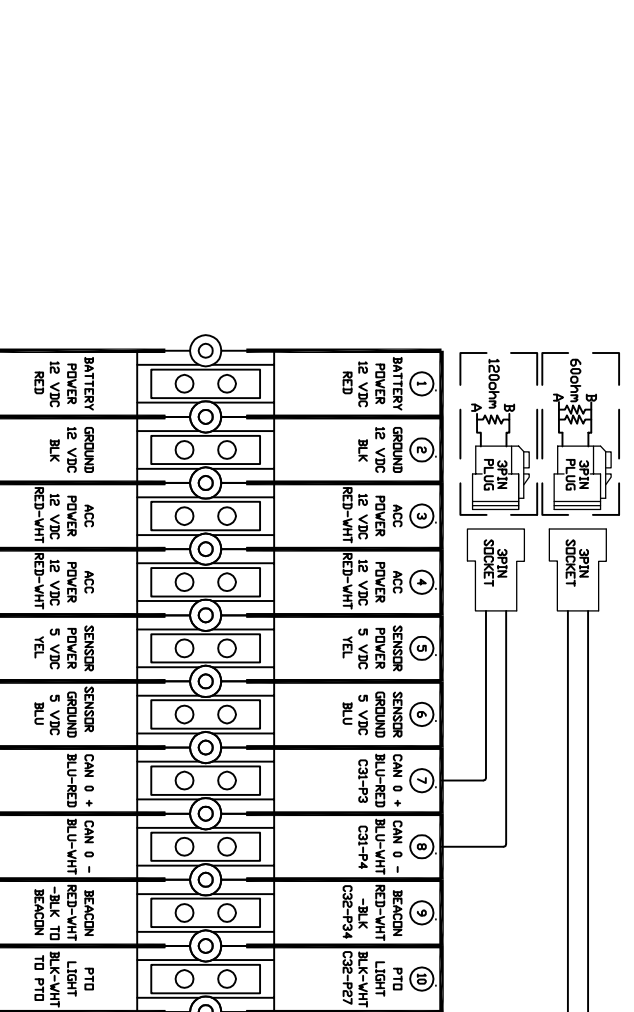 120ohm
A
B
3PIN
PLUG
3PIN
SOCKET
60ohm
A
B
3PIN
PLUG
3PIN
SOCKET
1
BATTERY
POWER
12 VDC
RED
BATTERY
POWER
12 VDC
RED
2
GROUND
12 VDC
BLK
GROUND
12 VDC
BLK
3
ACC
POWER
12 VDC
RED-WHT
ACC
POWER
12 VDC
RED-WHT
4
ACC
POWER
12 VDC
RED-WHT
ACC
POWER
12 VDC
RED-WHT
5
SENSOR
POWER
5 VDC
YEL
SENSOR
POWER
5 VDC
YEL
6
SENSOR
GROUND
5 VDC
BLU
SENSOR
GROUND
5 VDC
BLU
7
CAN 0 +
BLU-RED
C31-P3
CAN 0 +
BLU-RED
8
CAN 0 -
BLU-WHT
C31-P4
CAN 0 -
BLU-WHT
9
BEACON
RED-WHT
-BLK
C32-P34
BEACON
RED-WHT
-BLK TO
BEACON
10
PTO
LIGHT
BLK-WHT
C32-P27
PTO
LIGHT
BLK-WHT
TO PTO